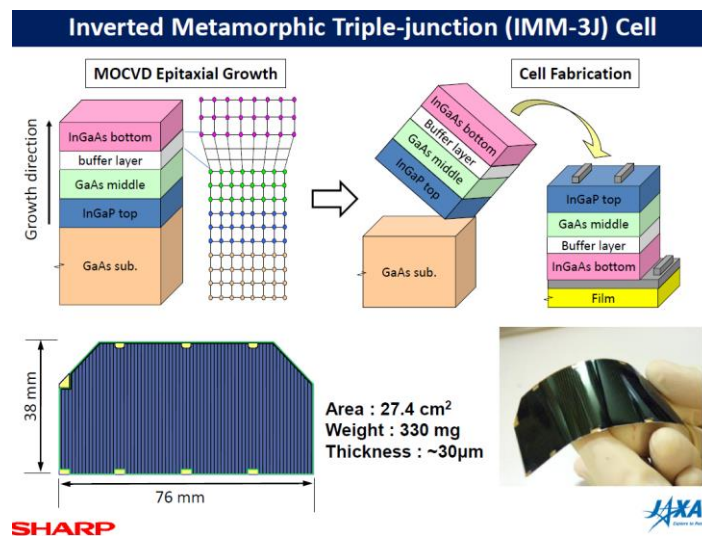 Inverted Metamorphic Triple-junction (IMM-3J) Cell
MOCVD Epitaxial Growth
Growth direction
InGaAs bottom
buffer layer
GaAs middle
InGaP top
GaAs sub.
Cell Fabrication
InGaAs bottom
Buffer layer
GaAs middle
InGaP top
GaAs sub.
InGaP top
GaAs middle
Buffer layer
InGaAs bottom
Film
38 mm
76 mm
Area : 27.4 cm²
Weight : 330 mg
Thickness : ~30μm
SHARP
JAXA